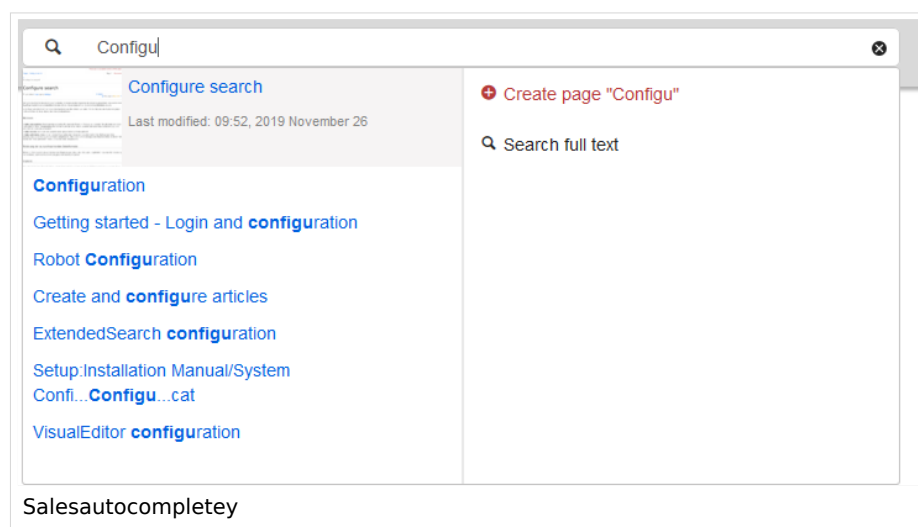 Configu
Configure search
Last modified: 09:52, 2019 November 26
Configuration
Getting started - Login and configuration
Robot Configuration
Create and configure articles
ExtendedSearch configuration
Setup:Installation Manual/System
Confi...Configu...cat
VisualEditor configuration
Create page "Configu"
Search full text
Salesautocompletey